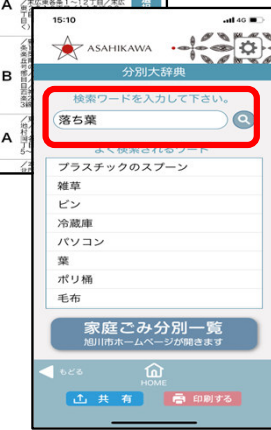 A
B
A
15:10
4G
ASAHIKAWA
分別大辞典
検索ワードを入力して下さい。
落ち葉
よく検索されるワード
プラスチックのスプーン
雑草
ビン
冷蔵庫
パソコン
葉
ポリ桶
毛布
家庭ごみ分別一覧
旭川市ホームページが開きます
もどる
HOME
共 有
印刷する